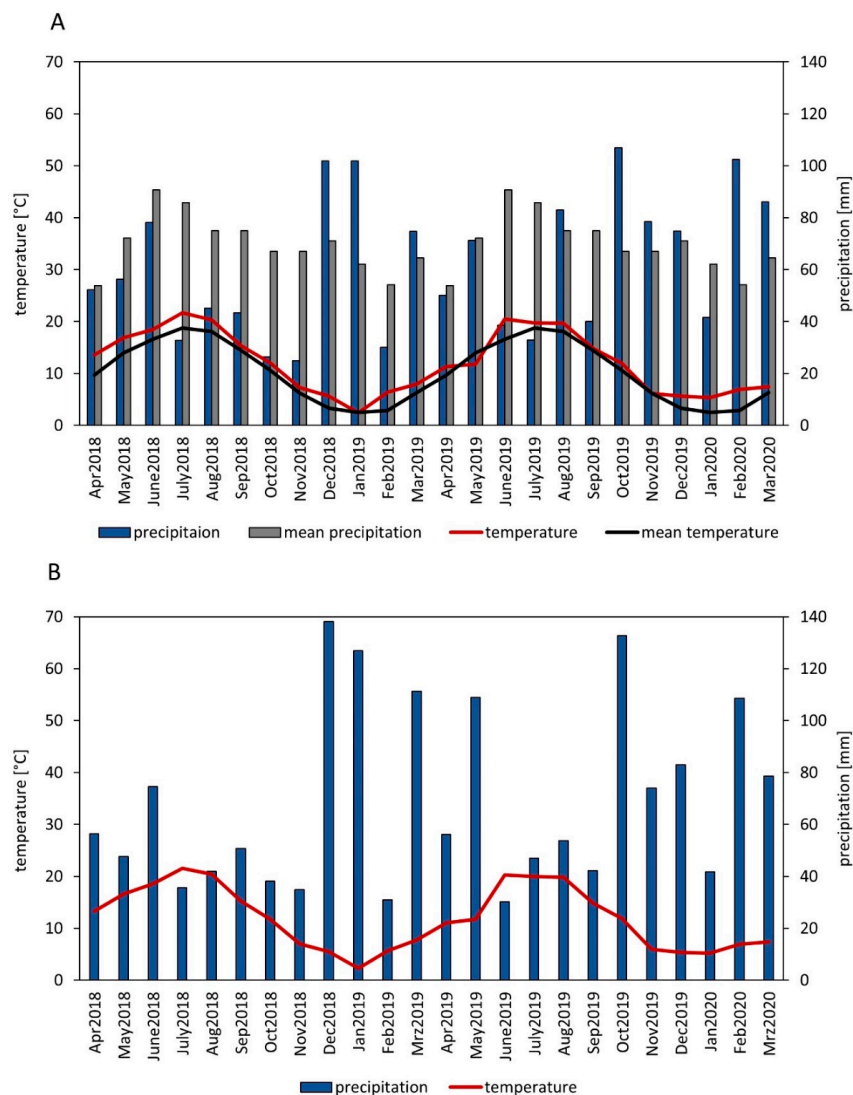 A
70
60
50
40
30
20
10
0
temperature [°C]
140
120
100
80
60
40
20
0
precipitation [mm]
Apr2018
May2018
June2018
July2018
Aug2018
Sep2018
Oct2018
Nov2018
Dec2018
Jan2019
Feb2019
Mar2019
Apr2019
May2019
June2019
July2019
Aug2019
Sep2019
Oct2019
Nov2019
Dec2019
Jan2020
Feb2020
Mar2020
precipitaion mean precipitation temperature mean temperature
B
70
60
50
40
30
20
10
0
temperature [°C]
140
120
100
80
60
40
20
0
precipitation [mm]
Apr2018
May2018
June2018
July2018
Aug2018
Sep2018
Oct2018
Nov2018
Dec2018
Jan2019
Feb2019
Mrz2019
Apr2019
May2019
June2019
July2019
Aug2019
Sep2019
Oct2019
Nov2019
Dec2019
Jan2020
Feb2020
Mrz2020
precipitation temperature